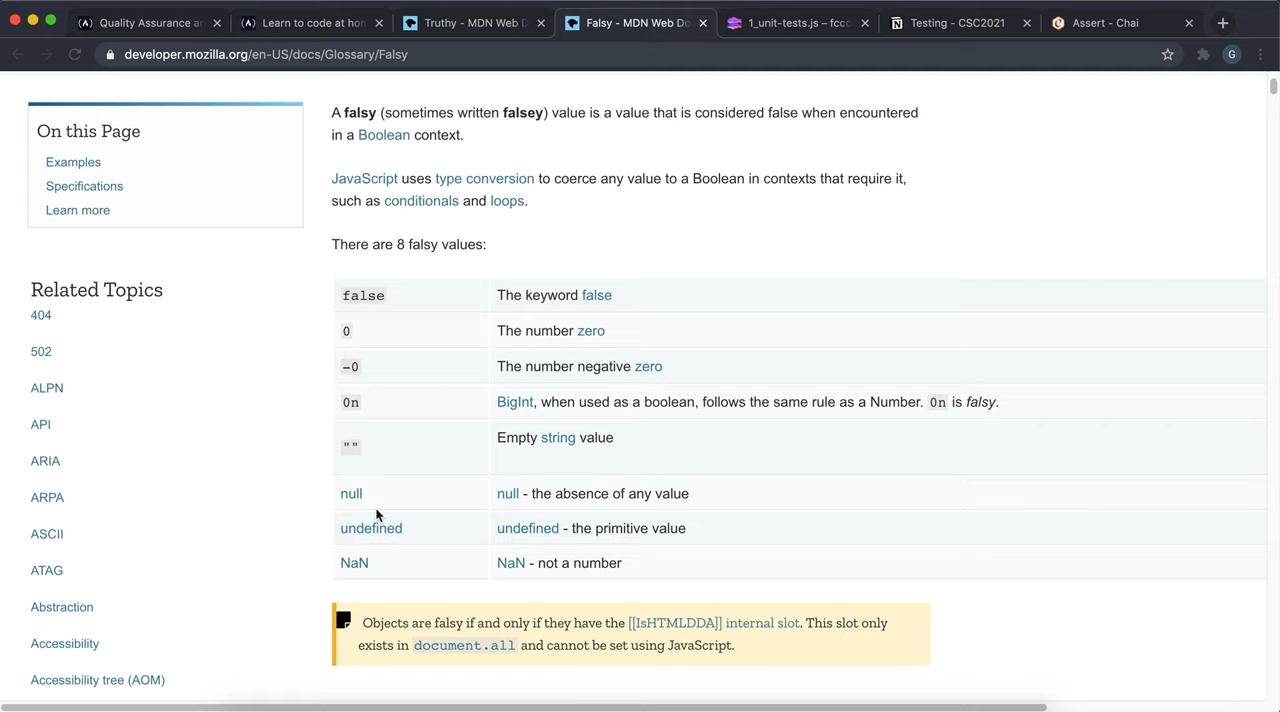 Quality Assurance an
Learn to code at hon
Truthy - MDN Web D
Falsy - MDN Web Do
1_unit-tests.js – fccc
Testing - CSC2021
Assert - Chai
developer.mozilla.org/en-US/docs/Glossary/Falsy
G
On this Page
Examples
Specifications
Learn more
Related Topics
404
502
ALPN
API
ARIA
ARPA
ASCII
ATAG
Abstraction
Accessibility
Accessibility tree (AOM)
A falsy (sometimes written falsey) value is a value that is considered false when encountered
in a Boolean context.
JavaScript uses type conversion to coerce any value to a Boolean in contexts that require it,
such as conditionals and loops.
There are 8 falsy values:
false The keyword false
0 The number zero
-0 The number negative zero
0n BigInt, when used as a boolean, follows the same rule as a Number. 0n is falsy.
"" Empty string value
null null - the absence of any value
undefined undefined - the primitive value
NaN NaN - not a number
Objects are falsy if and only if they have the [[IsHTMLDDA]] internal slot. This slot only
exists in document.all and cannot be set using JavaScript.